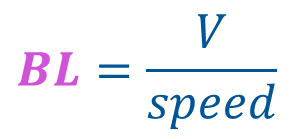 BL = V / speed